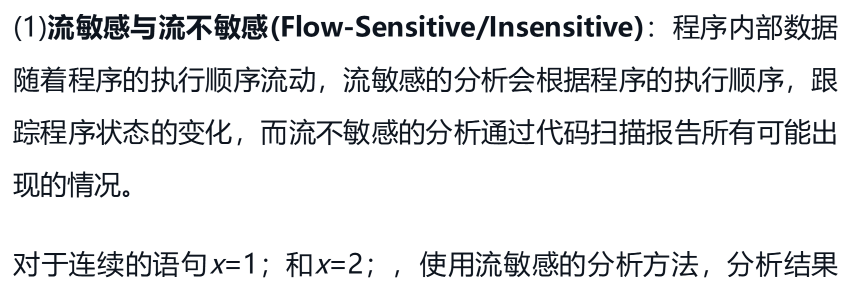 (1)流敏感与流不敏感(Flow-Sensitive/Insensitive)：程序内部数据
随着程序的执行顺序流动，流敏感的分析会根据程序的执行顺序，跟
踪程序状态的变化，而流不敏感的分析通过代码扫描报告所有可能出
现的情况。
对于连续的语句x=1；和x=2；，使用流敏感的分析方法，分析结果